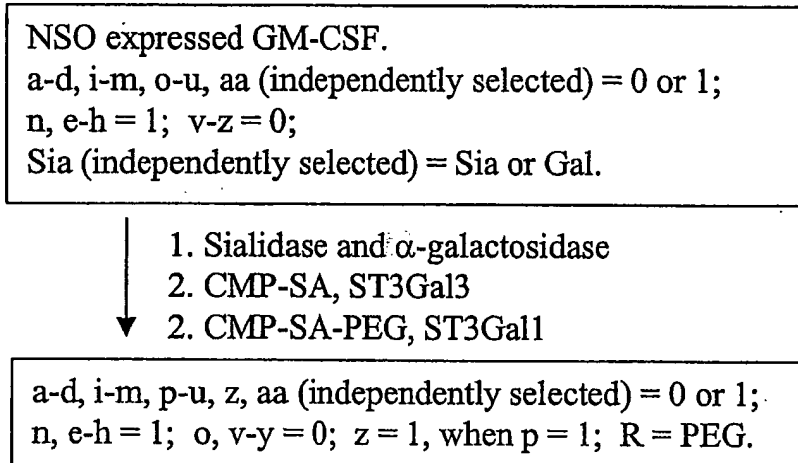 NSO expressed GM-CSF.
a-d, i-m, o-u, aa (independently selected) = 0 or 1;
n, e-h = 1; v-z = 0;
Sia (independently selected) = Sia or Gal.
1. Sialidase and α-galactosidase
2. CMP-SA, ST3Gal3
2. CMP-SA-PEG, ST3Gal1
a-d, i-m, p-u, z, aa (independently selected) = 0 or 1;
n, e-h = 1; o, v-y = 0; z = 1, when p = 1; R = PEG.